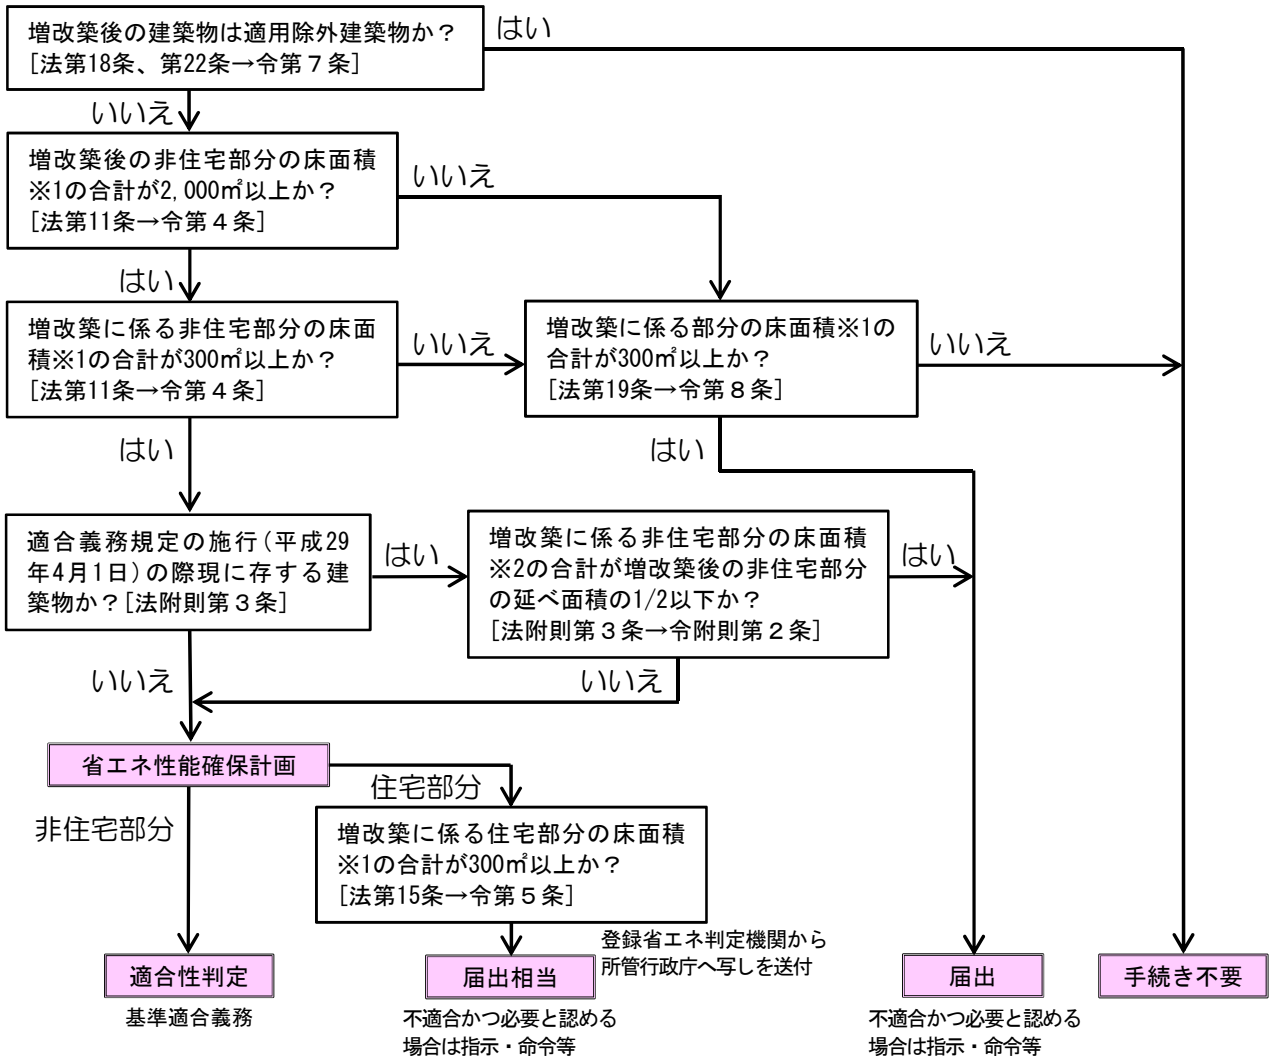 増改築後の建築物は適用除外建築物か？
[法第18条、第22条→令第７条]
はい
いいえ
増改築後の非住宅部分の床面積
※1の合計が2,000㎡以上か？
[法第11条→令第４条]
いいえ
はい
増改築に係る非住宅部分の床面
積※1の合計が300㎡以上か？
[法第11条→令第４条]
いいえ
増改築に係る部分の床面積※1の
合計が300㎡以上か？
[法第19条→令第８条]
いいえ
はい
はい
適合義務規定の施行(平成29
年4月1日)の際現に存する建
築物か？[法附則第３条]
はい
増改築に係る非住宅部分の床面積
※2の合計が増改築後の非住宅部分
の延べ面積の1/2以下か？
[法附則第３条→令附則第２条]
はい
いいえ
いいえ
省エネ性能確保計画
住宅部分
非住宅部分
増改築に係る住宅部分の床面積
※1の合計が300㎡以上か？
[法第15条→令第５条]
登録省エネ判定機関から
所管行政庁へ写しを送付
適合性判定
基準適合義務
届出相当
不適合かつ必要と認める
場合は指示・命令等
届出
不適合かつ必要と認める
場合は指示・命令等
手続き不要